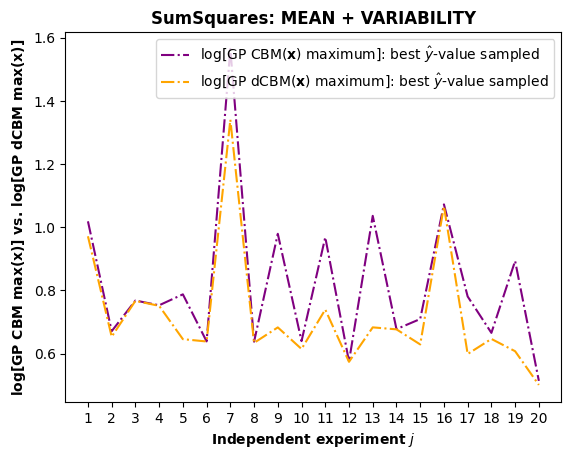 SumSquares: MEAN + VARIABILITY
log[GP CBM max(x)] vs. log[GP dCBM max(x)]
1.6
1.4
1.2
1.0
0.8
0.6
log[GP CBM(x) maximum]: best ŷ-value sampled
log[GP dCBM(x) maximum]: best ŷ-value sampled
1 2 3 4 5 6 7 8 9 10 11 12 13 14 15 16 17 18 19 20
Independent experiment j